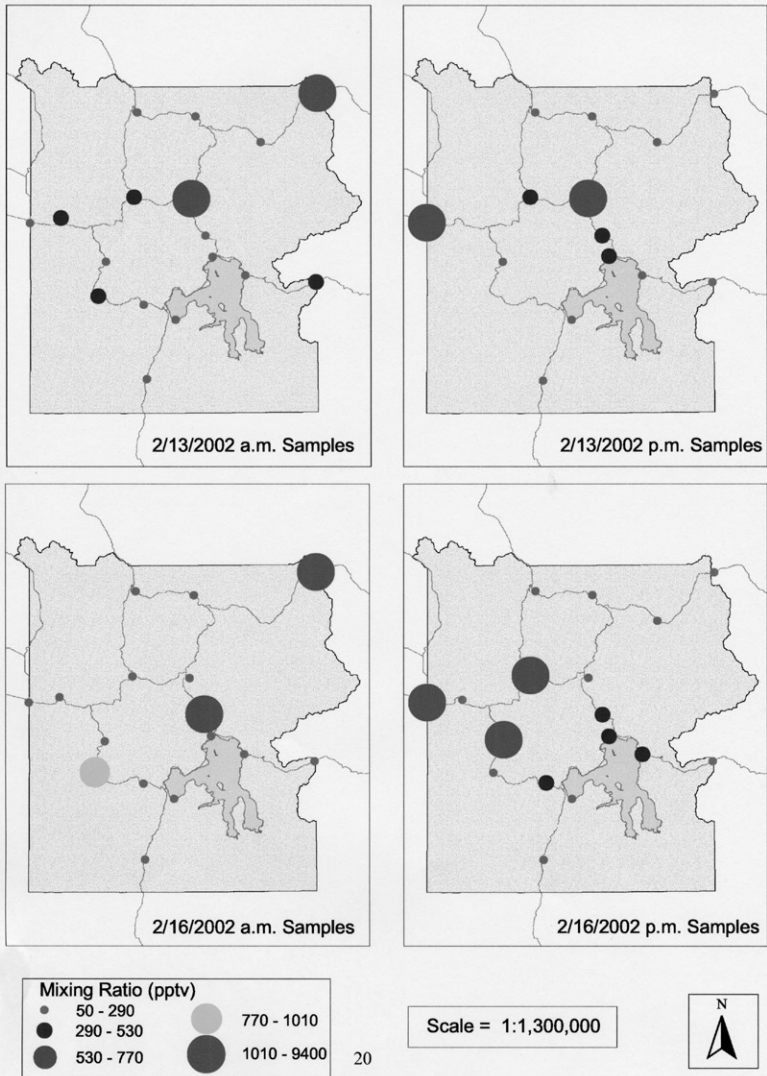 2/13/2002 a.m. Samples
2/13/2002 p.m. Samples
2/16/2002 a.m. Samples
2/16/2002 p.m. Samples
Mixing Ratio (pptv)
50 - 290
290 - 530
530 - 770
770 - 1010
1010 - 9400
20
Scale = 1:1,300,000
N